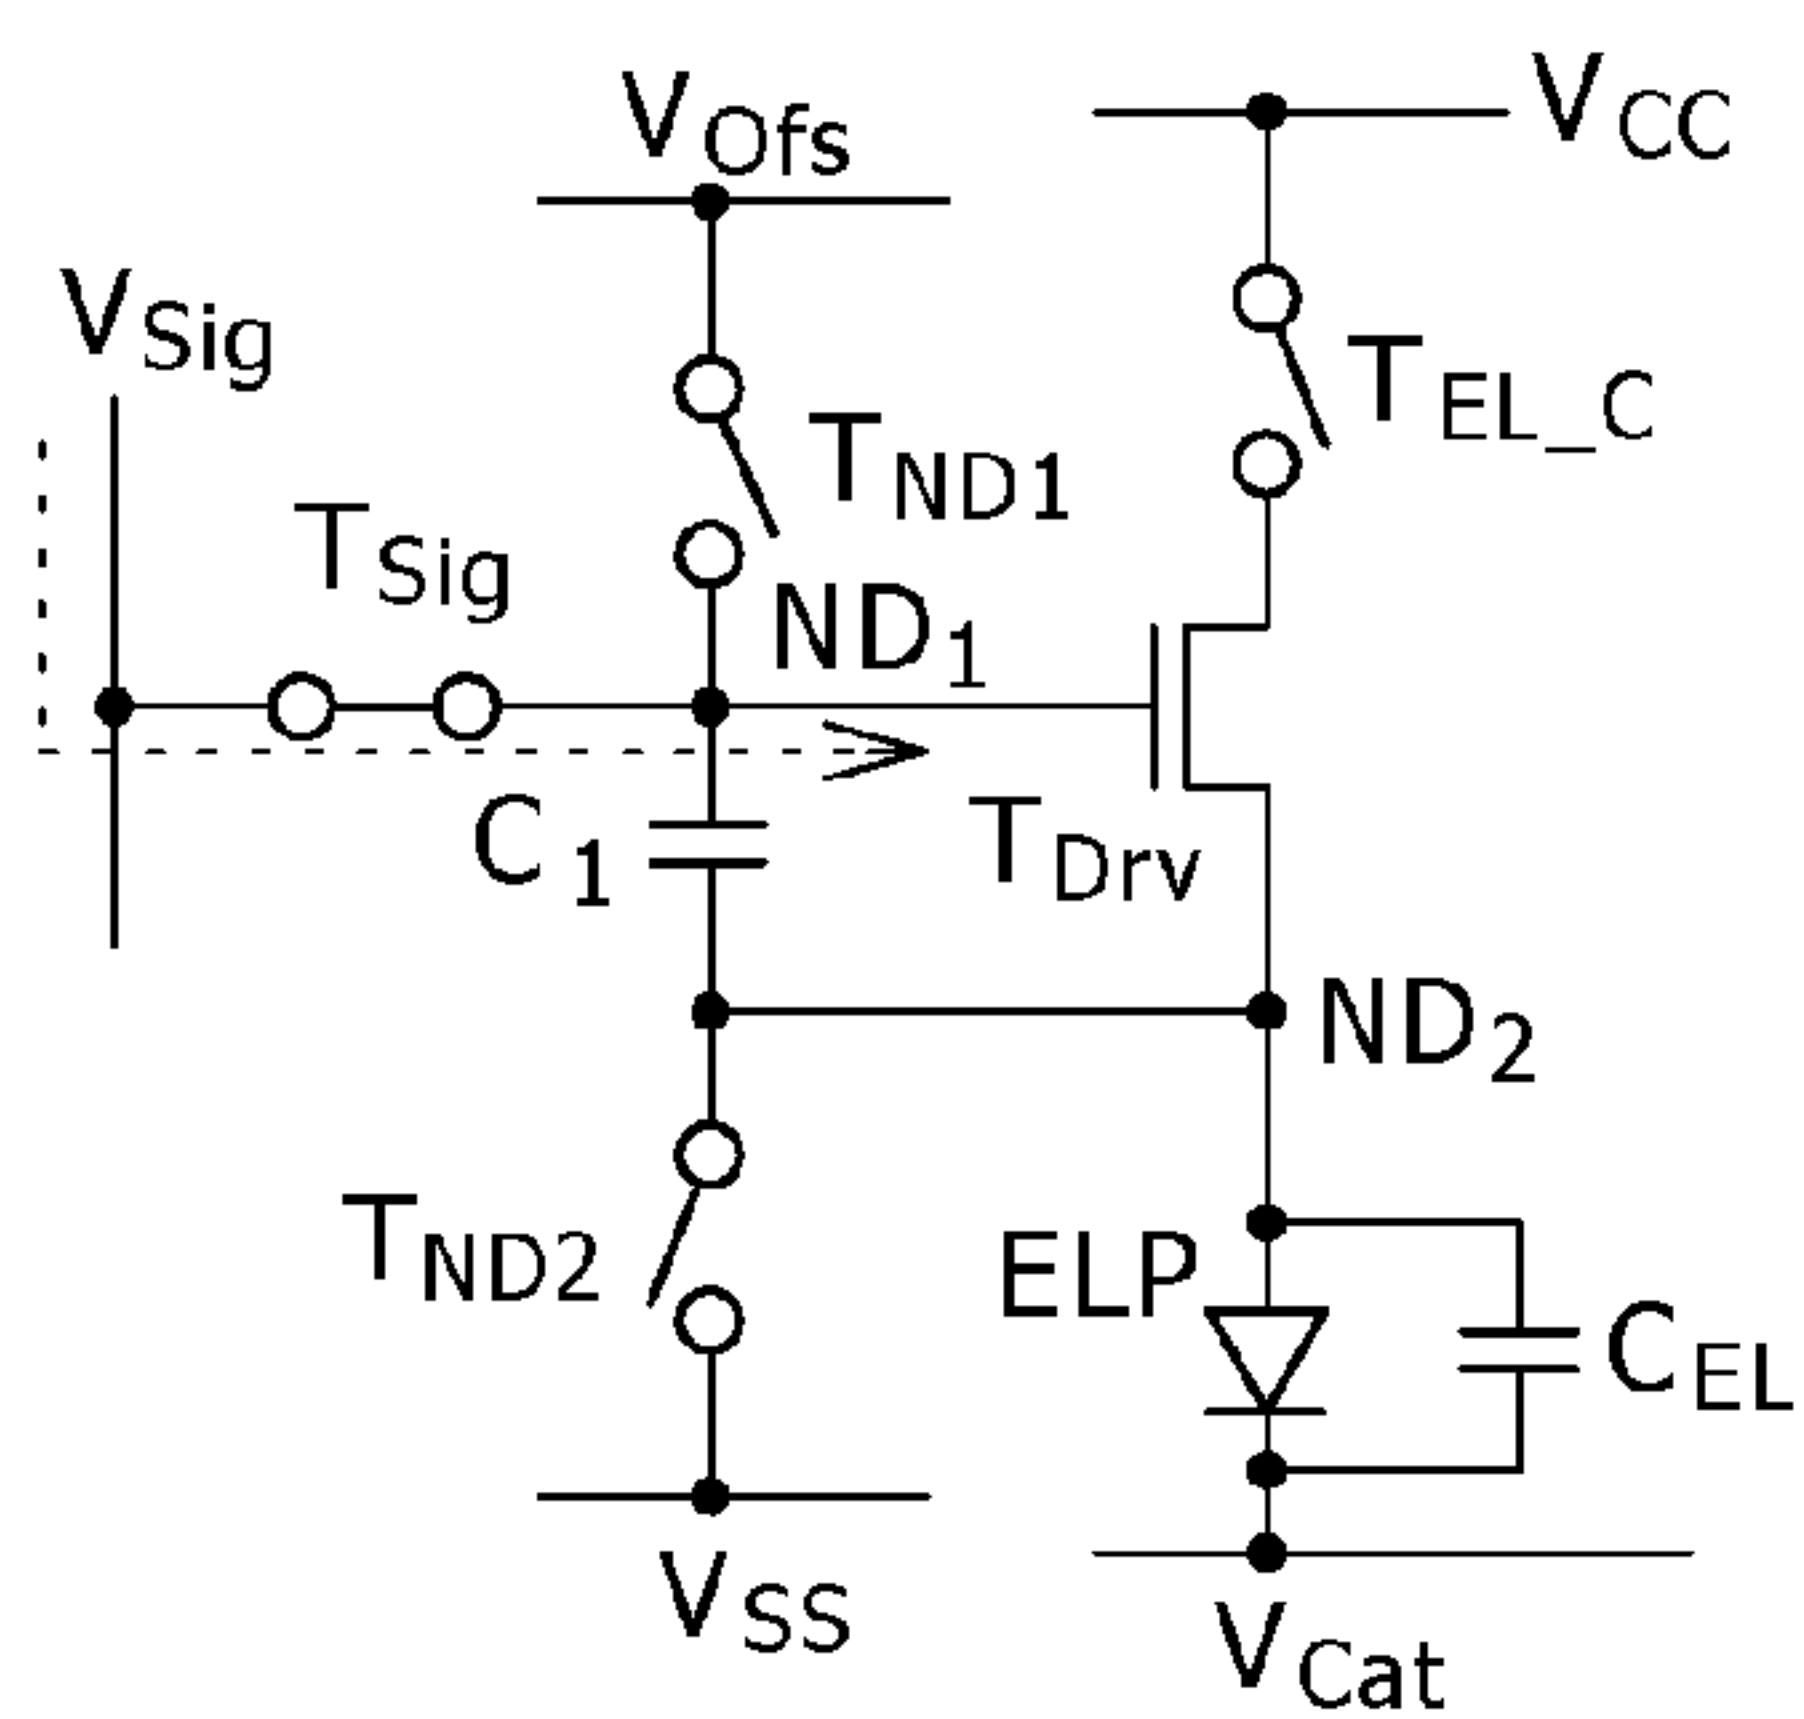 VOfs
VCC
VSig
TND1
TEL_C
TSig
ND1
C1
TDrv
ND2
TND2
ELP
CEL
VSS
VCat